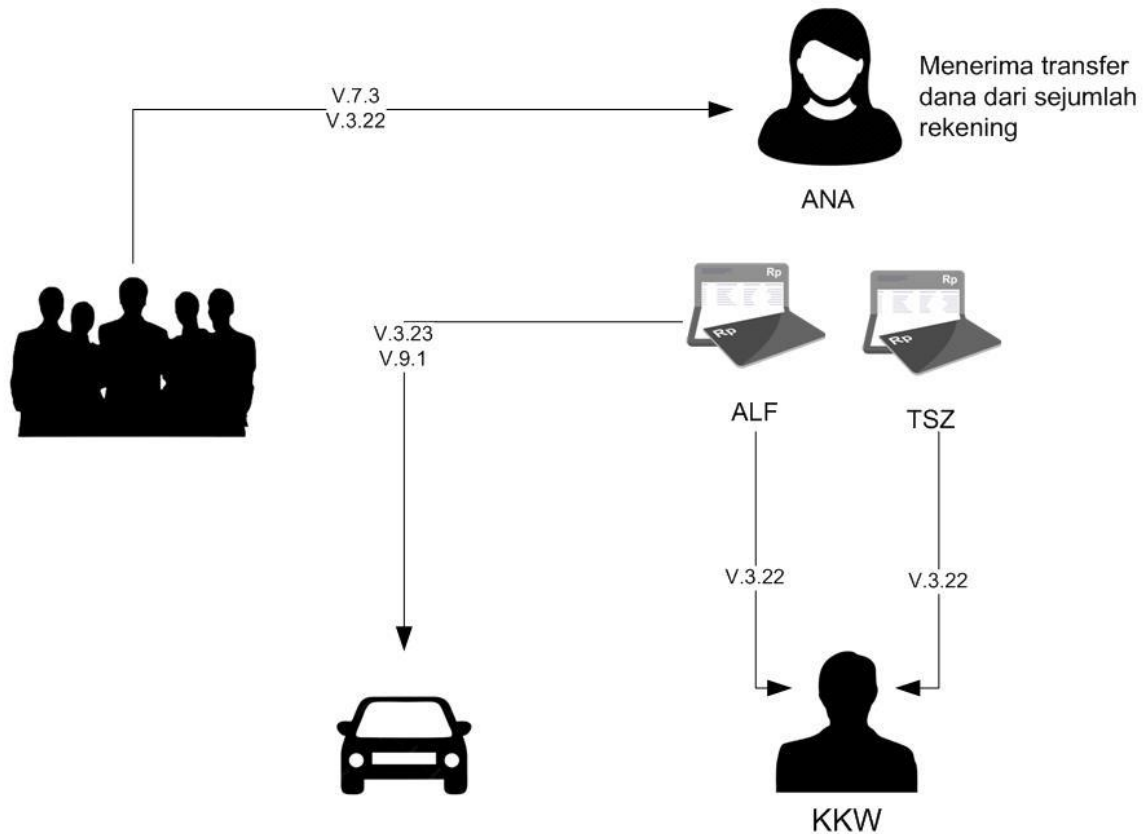 Menerima transfer
dana dari sejumlah
rekening
V.7.3
V.3.22
ANA
Rp
Rp
Rp
Rp
V.3.23
V.9.1
ALF
TSZ
V.3.22
V.3.22
KKW